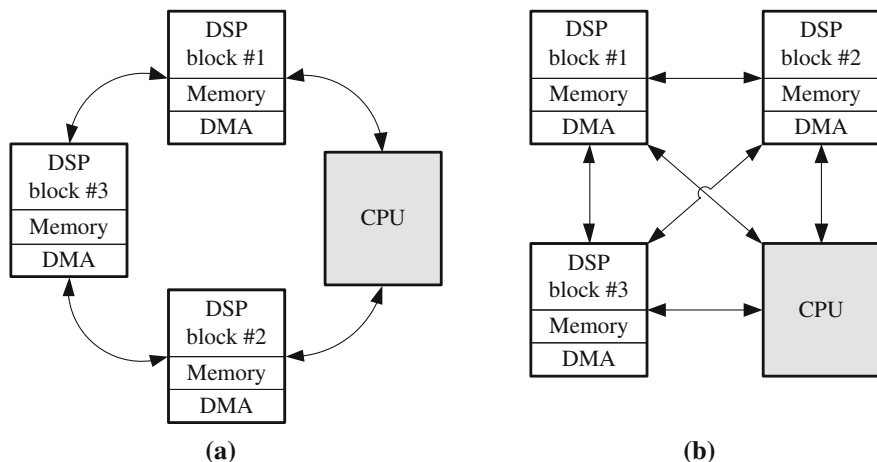 DSP
block #1
Memory
DMA
DSP
block #3
Memory
DMA
CPU
DSP
block #2
Memory
DMA
(a)
DSP
block #1
Memory
DMA
DSP
block #2
Memory
DMA
DSP
block #3
Memory
DMA
CPU
(b)